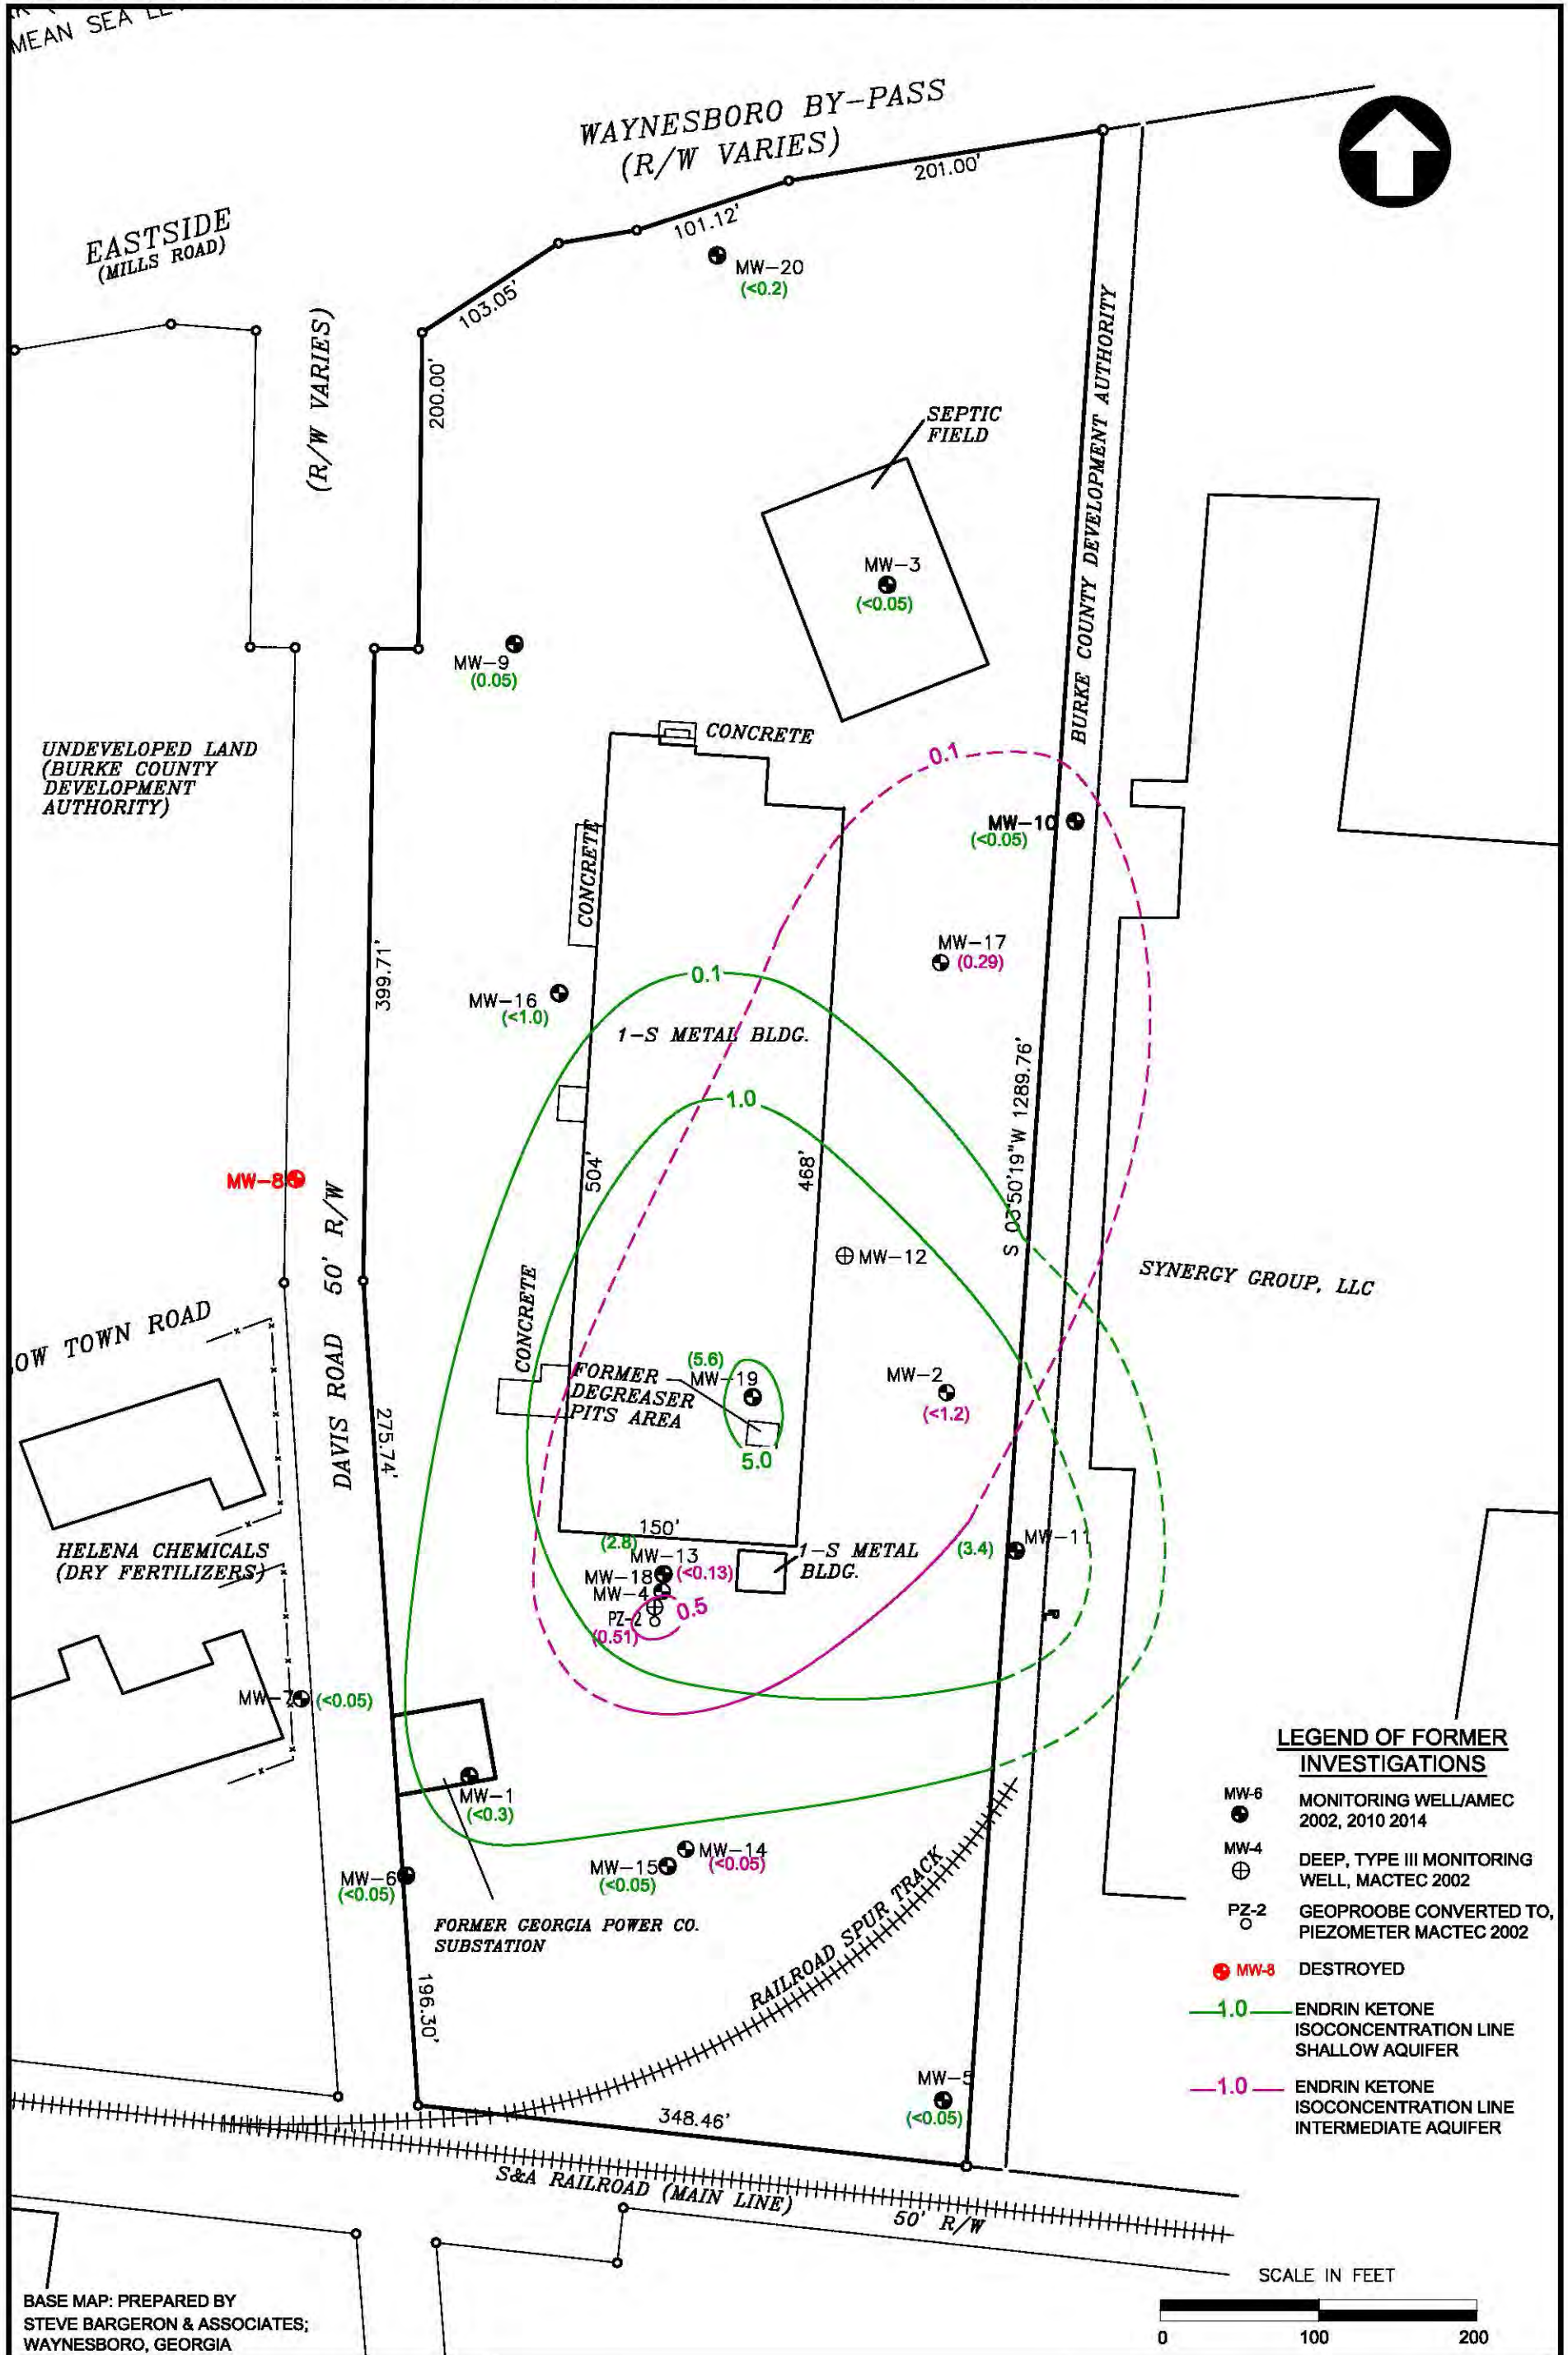 MEAN SEA
WAYNESBORO BY-PASS
(R/W VARIES)
201.00'
101.12'
EASTSIDE
(MILLS ROAD)
103.05'
MW-20
(<0.2)
(R/W VARIES)
200.00'
BURKE COUNTY DEVELOPMENT AUTHORITY
SEPTIC
FIELD
MW-3
(<0.05)
MW-9
(0.05)
CONCRETE
UNDEVELOPED LAND
(BURKE COUNTY
DEVELOPMENT
AUTHORITY)
0.1
MW-10
(<0.05)
CONCRETE
399.71'
MW-17
(0.29)
0.1
MW-16
(<1.0)
1-S METAL BLDG.
1.0
S 03°50'19"W 1289.76'
504'
468'
MW-8
DAVIS ROAD 50' R/W
MW-12
SYNERGY GROUP, LLC
OW TOWN ROAD
CONCRETE
(5.6)
FORMER
DEGREASER
PITS AREA
MW-19
MW-2
(<1.2)
275.74'
5.0
150'
HELENA CHEMICALS
(DRY FERTILIZERS)
(2.8)
MW-13
(<0.13)
MW-18
MW-4
PZ-2
0.5
(0.51)
1-S METAL
BLDG.
(3.4)
MW-11
MW-7
(<0.05)
MW-1
(<0.3)
MW-14
(<0.05)
MW-15
(<0.05)
MW-6
(<0.05)
FORMER GEORGIA POWER CO.
SUBSTATION
RAILROAD SPUR TRACK
196.30'
MW-5
(<0.05)
348.46'
S&A RAILROAD (MAIN LINE)
50' R/W
LEGEND OF FORMER
INVESTIGATIONS
MW-6
MONITORING WELL/AMEC
2002, 2010 2014
MW-4
DEEP, TYPE III MONITORING
WELL, MACTEC 2002
PZ-2
GEOPROOBE CONVERTED TO,
PIEZOMETER MACTEC 2002
MW-8 DESTROYED
1.0 ENDRIN KETONE
ISOCONCENTRATION LINE
SHALLOW AQUIFER
1.0 ENDRIN KETONE
ISOCONCENTRATION LINE
INTERMEDIATE AQUIFER
SCALE IN FEET
0 100 200
BASE MAP: PREPARED BY
STEVE BARGERON & ASSOCIATES;
WAYNESBORO, GEORGIA